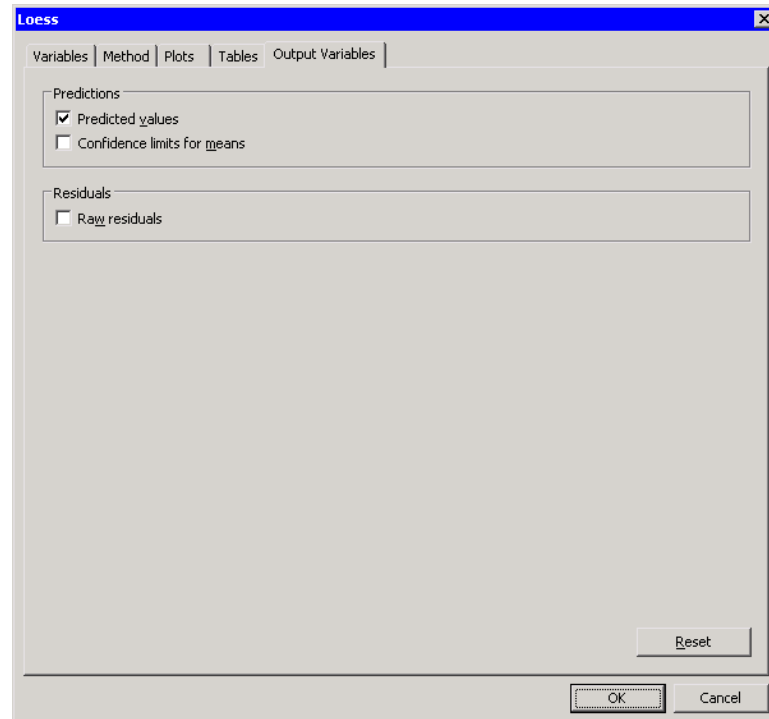 Loess
Variables Method Plots Tables Output Variables
Predictions
Predicted values
Confidence limits for means
Residuals
Raw residuals
Reset
OK Cancel